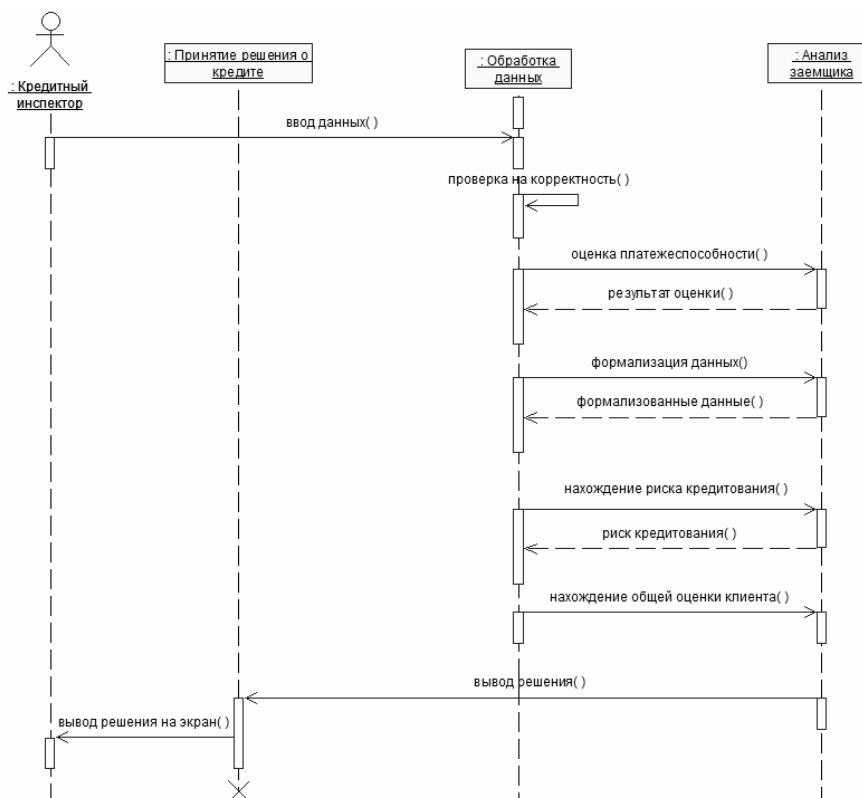 : Кредитный
инспектор
: Принятие решения о
кредите
: Обработка
данных
: Анализ
заемщика
ввод данных( )
проверка на корректность( )
оценка платежеспособности( )
результат оценки( )
формализация данных()
формализованные данные( )
нахождение риска кредитования( )
риск кредитования( )
нахождение общей оценки клиента( )
вывод решения( )
вывод решения на экран( )